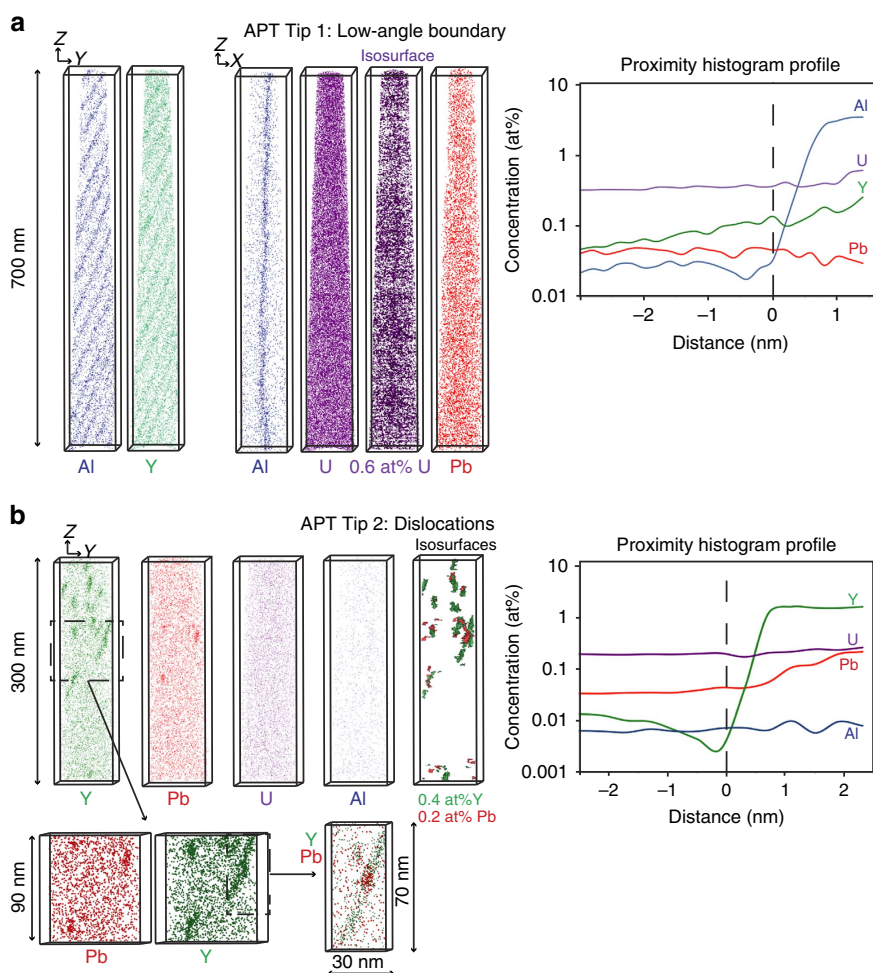 a
APT Tip 1: Low-angle boundary
Z
Y
Z
X
Isosurface
700 nm
Al
Y
Al
U
0.6 at% U
Pb
Proximity histogram profile
Concentration (at%)
10
1
0.1
0.01
Al
U
Y
Pb
–2
–1
0
1
Distance (nm)
b
APT Tip 2: Dislocations
Z
Y
Isosurfaces
300 nm
Y
Pb
U
Al
0.4 at%Y
0.2 at% Pb
Proximity histogram profile
Concentration (at%)
10
1
0.1
0.01
0.001
Y
U
Pb
Al
–2
–1
0
1
2
Distance (nm)
90 nm
Pb
Y
Y
Pb
70 nm
30 nm